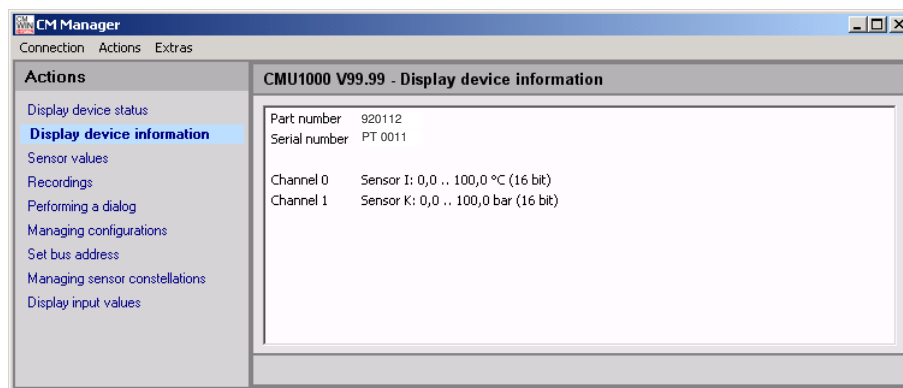 CM WIN CM Manager
Connection Actions Extras
Actions
Display device status
Display device information
Sensor values
Recordings
Performing a dialog
Managing configurations
Set bus address
Managing sensor constellations
Display input values
CMU1000 V99.99 - Display device information
Part number 920112
Serial number PT 0011
Channel 0 Sensor I: 0,0 .. 100,0 °C (16 bit)
Channel 1 Sensor K: 0,0 .. 100,0 bar (16 bit)